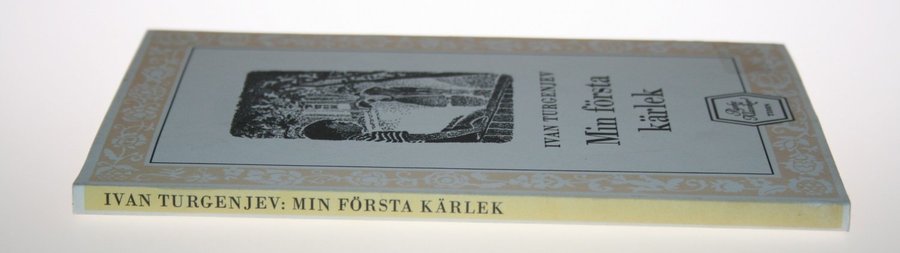 IVAN TURGENJEV
Min första
kärlek
IVAN TURGENJEV: MIN FÖRSTA KÄRLEK